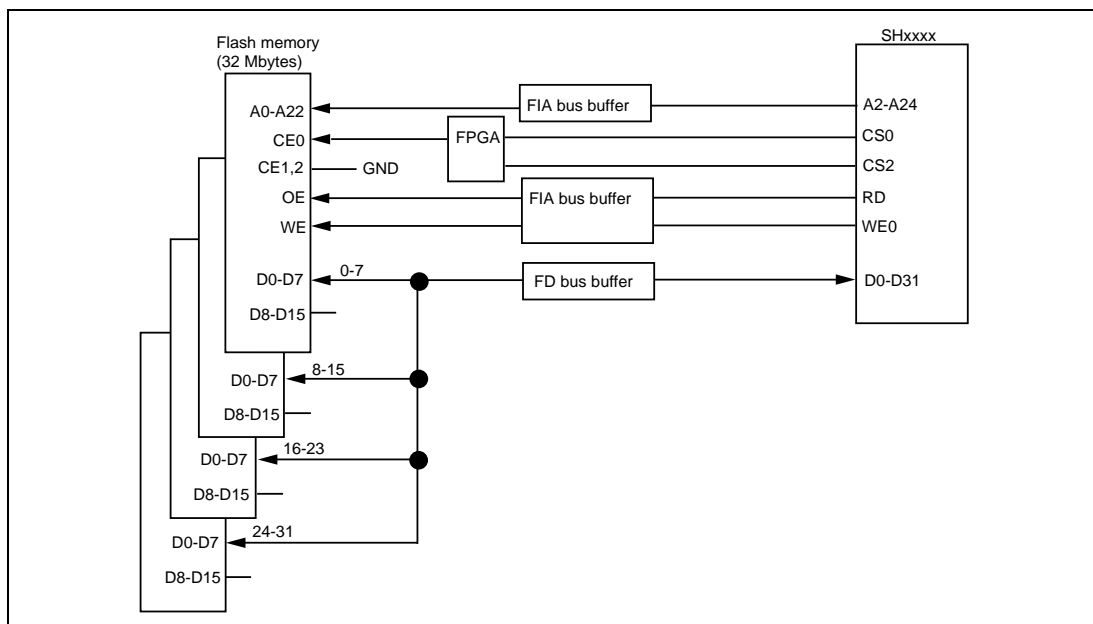 Flash memory
(32 Mbytes)
SHxxxx
A0-A22
FIA bus buffer
A2-A24
CE0
FPGA
CS0
CE1,2
GND
CS2
OE
FIA bus buffer
RD
WE
WE0
D0-D7
0-7
FD bus buffer
D0-D31
D8-D15
D0-D7
8-15
D8-D15
D0-D7
16-23
D8-D15
D0-D7
24-31
D8-D15